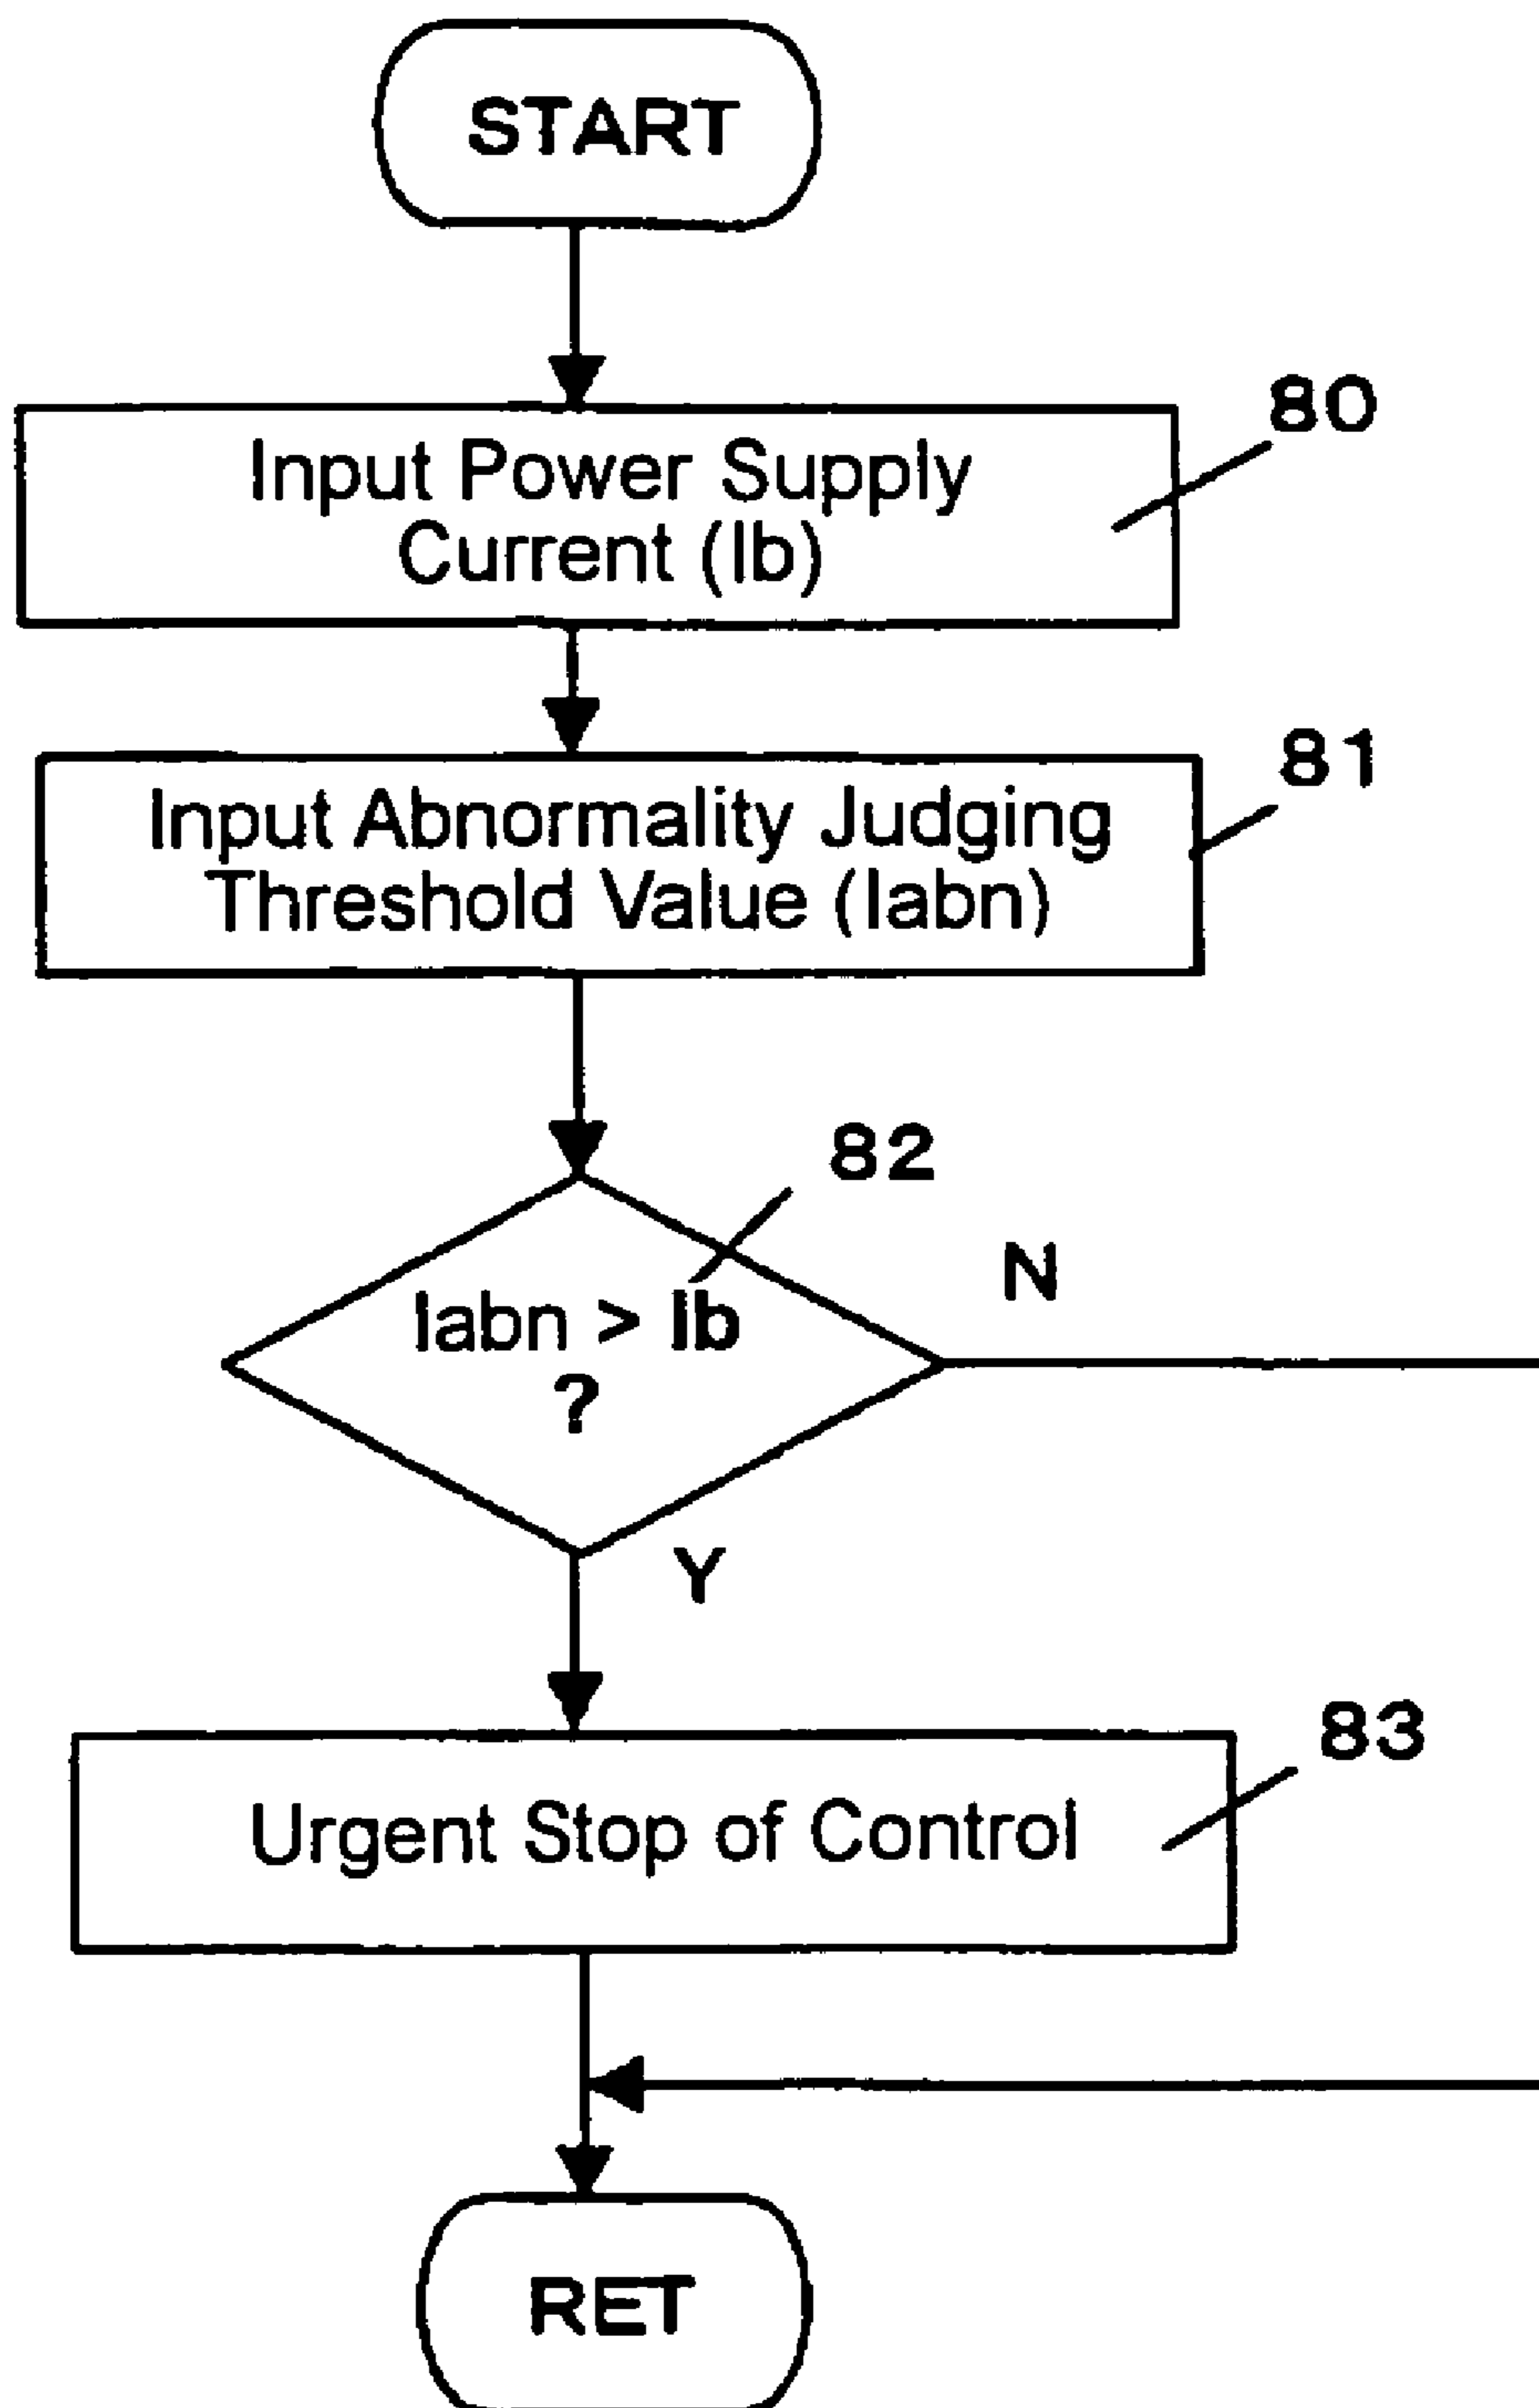 START
80
Input Power Supply
Current (Ib)
81
Input Abnormality Judging
Threshold Value (Iabn)
82
N
Iabn > Ib
?
Y
83
Urgent Stop of Control
RET